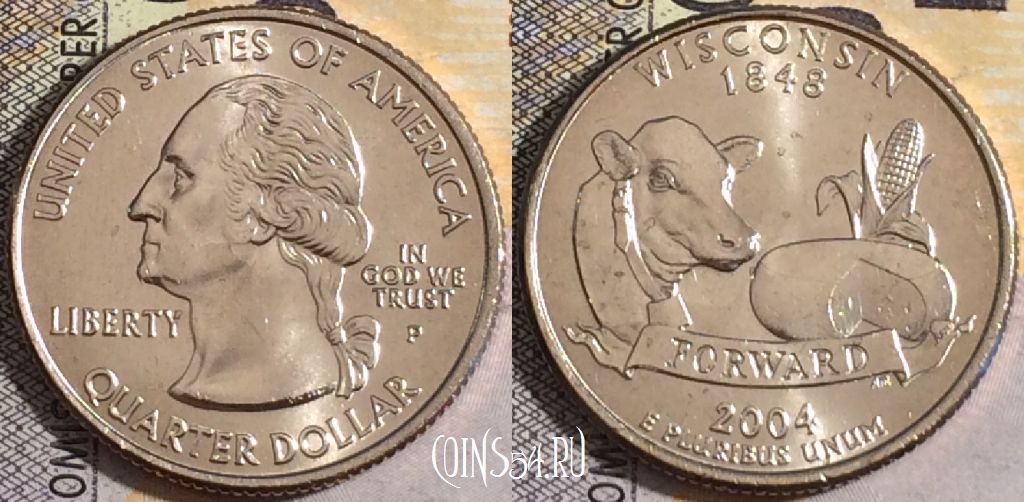 UNITED STATES OF AMERICA
LIBERTY
IN
GOD WE
TRUST
P
QUARTER DOLLAR
WISCONSIN
1848
FORWARD
2004
E PLURIBUS UNUM
COINS54.RU